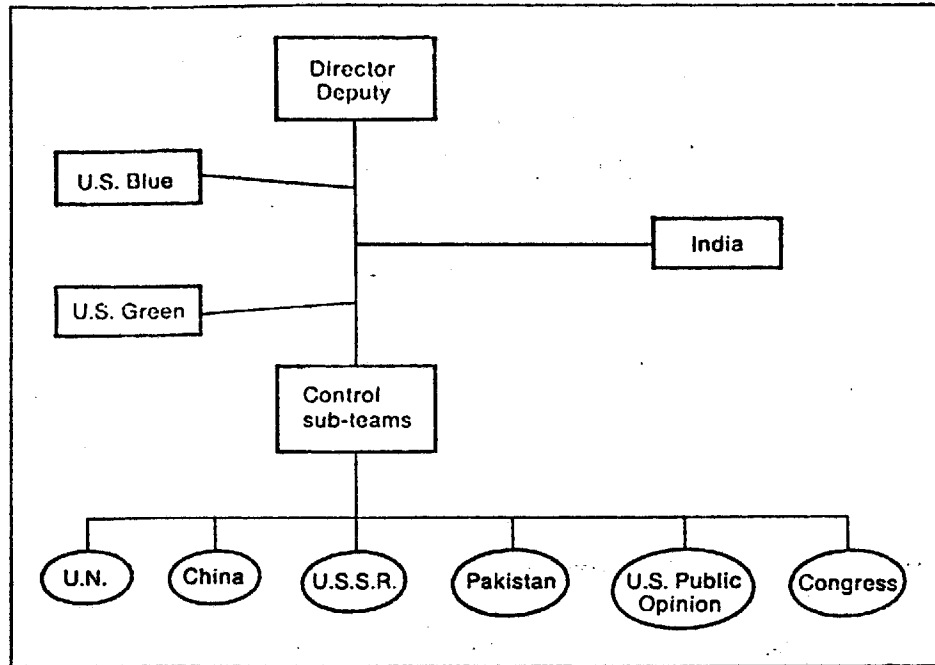 Director
Deputy
U.S. Blue
India
U.S. Green
Control
sub-teams
U.N.
China
U.S.S.R.
Pakistan
U.S. Public
Opinion
Congress